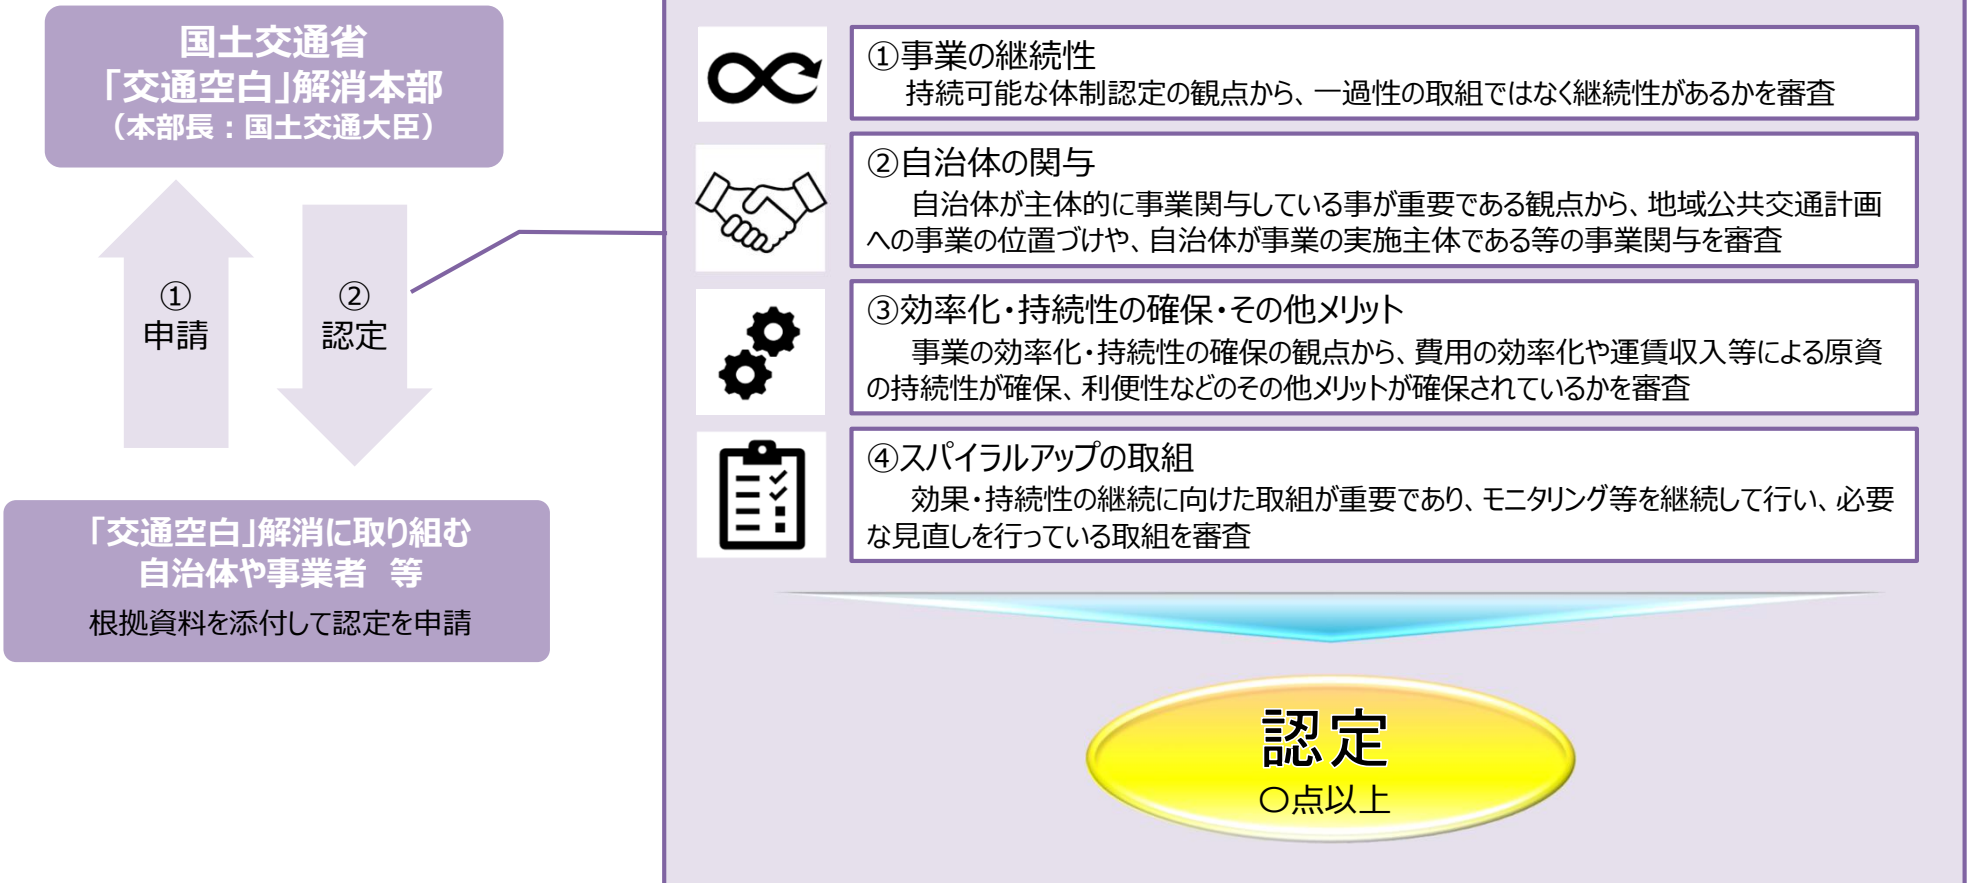 国土交通省
「交通空白」解消本部
（本部長：国土交通大臣）
①
申請
②
認定
「交通空白」解消に取り組む
自治体や事業者　等
根拠資料を添付して認定を申請
①事業の継続性
持続可能な体制認定の観点から、一過性の取組ではなく継続性があるかを審査
②自治体の関与
自治体が主体的に事業関与している事が重要である観点から、地域公共交通計画
への事業の位置づけや、自治体が事業の実施主体である等の事業関与を審査
③効率化・持続性の確保・その他メリット
事業の効率化・持続性の確保の観点から、費用の効率化や運賃収入等による原資
の持続性が確保、利便性などのその他メリットが確保されているかを審査
④スパイラルアップの取組
効果・持続性の継続に向けた取組が重要であり、モニタリング等を継続して行い、必要
な見直しを行っている取組を審査
認定
〇点以上